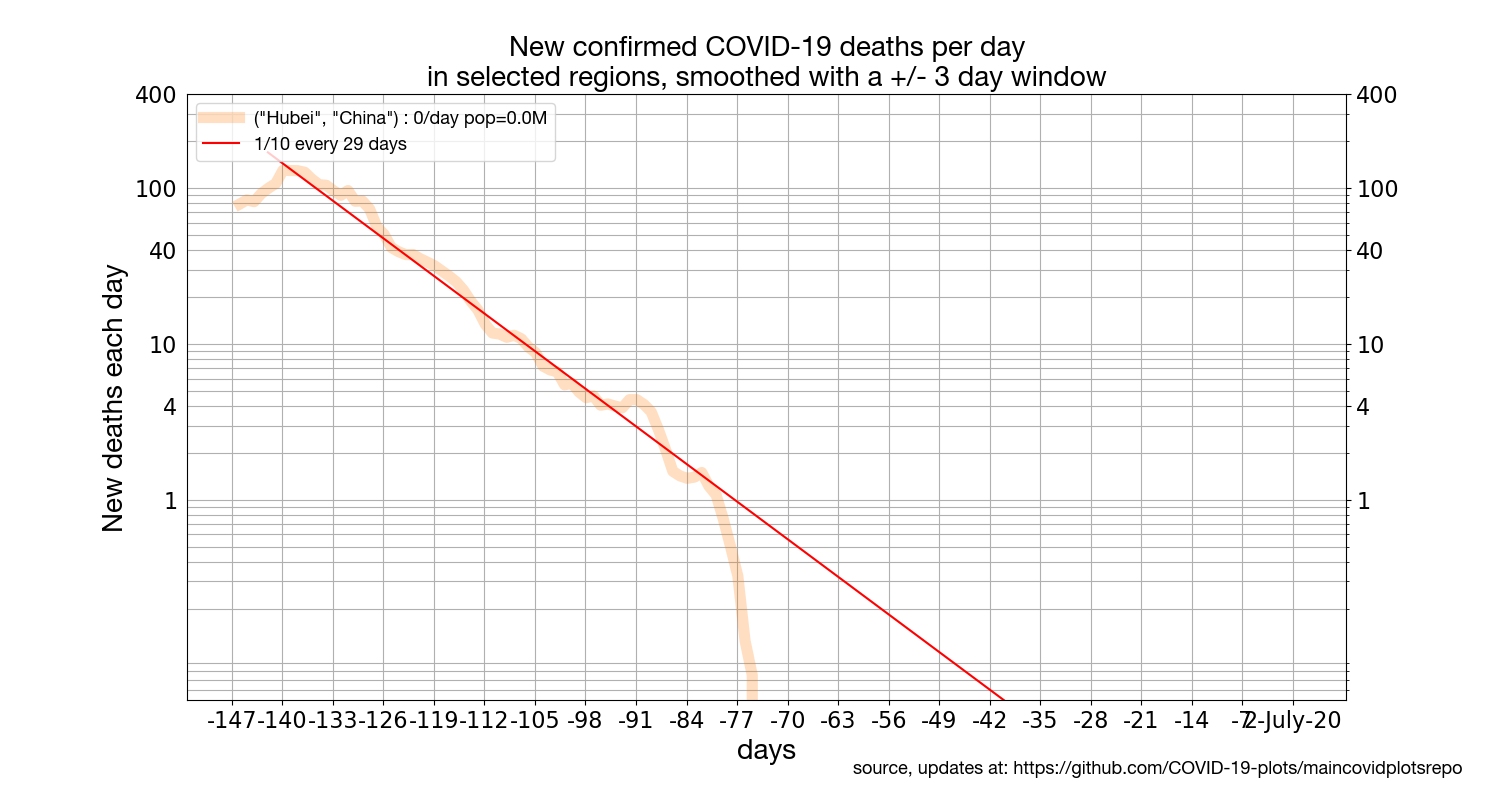 New confirmed COVID-19 deaths per day
in selected regions, smoothed with a +/- 3 day window
400
400
("Hubei", "China") : 0/day pop=0.0M
1/10 every 29 days
100
100
40
40
10
10
4
4
1
1
New deaths each day
-147 -140 -133 -126 -119 -112 -105 -98 -91 -84 -77 -70 -63 -56 -49 -42 -35 -28 -21 -14 -7 2-July-20
days
source, updates at: https://github.com/COVID-19-plots/maincovidplotsrepo